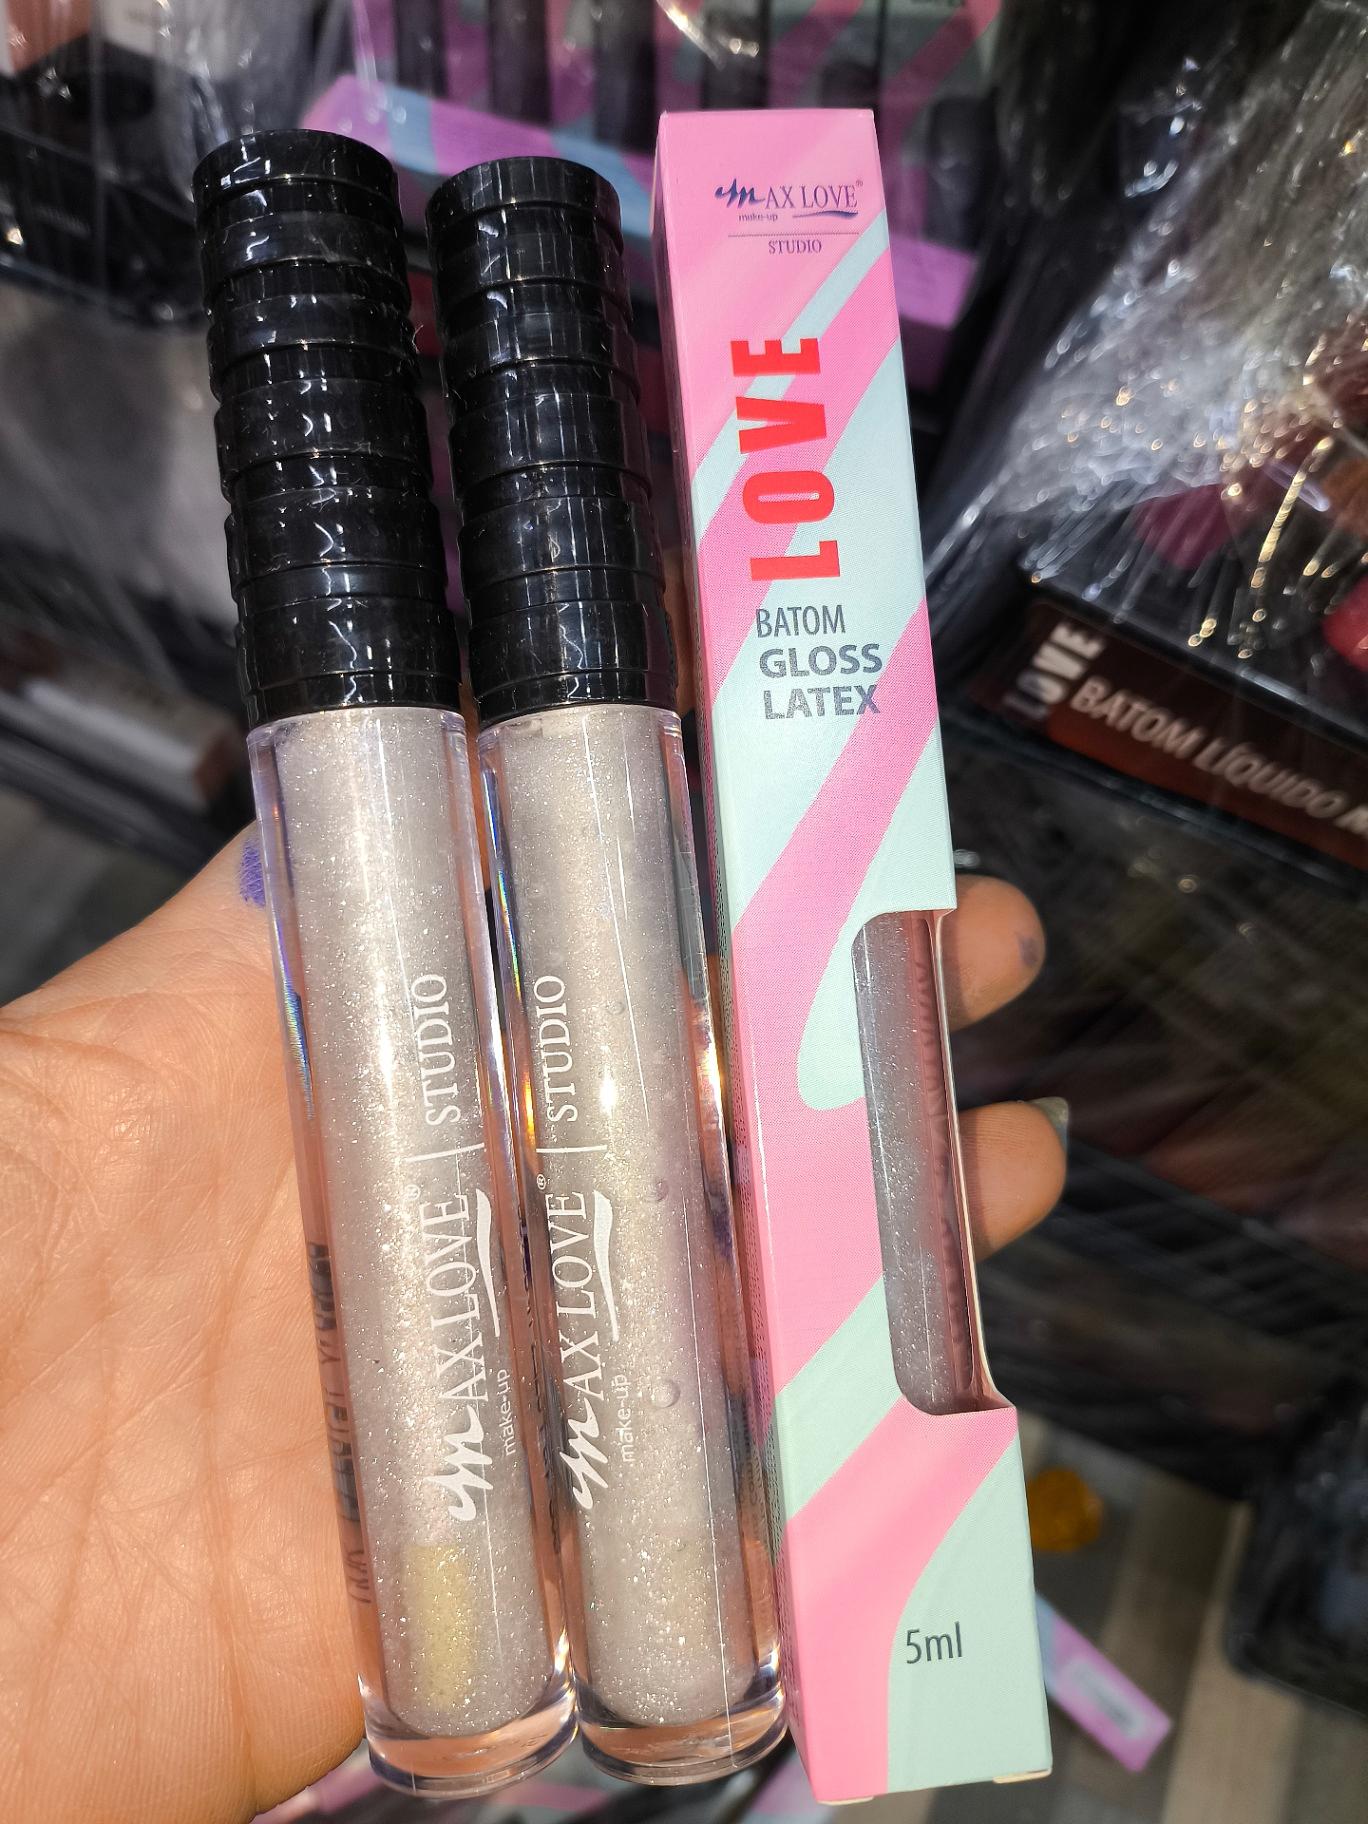 MAX LOVE®
make-up
STUDIO
LOVE
BATOM
GLOSS
LATEX
5ml
MAX LOVE® | STUDIO
make-up
MAX LOVE® | STUDIO
make-up
LOVE
BATOM LÍQUIDO